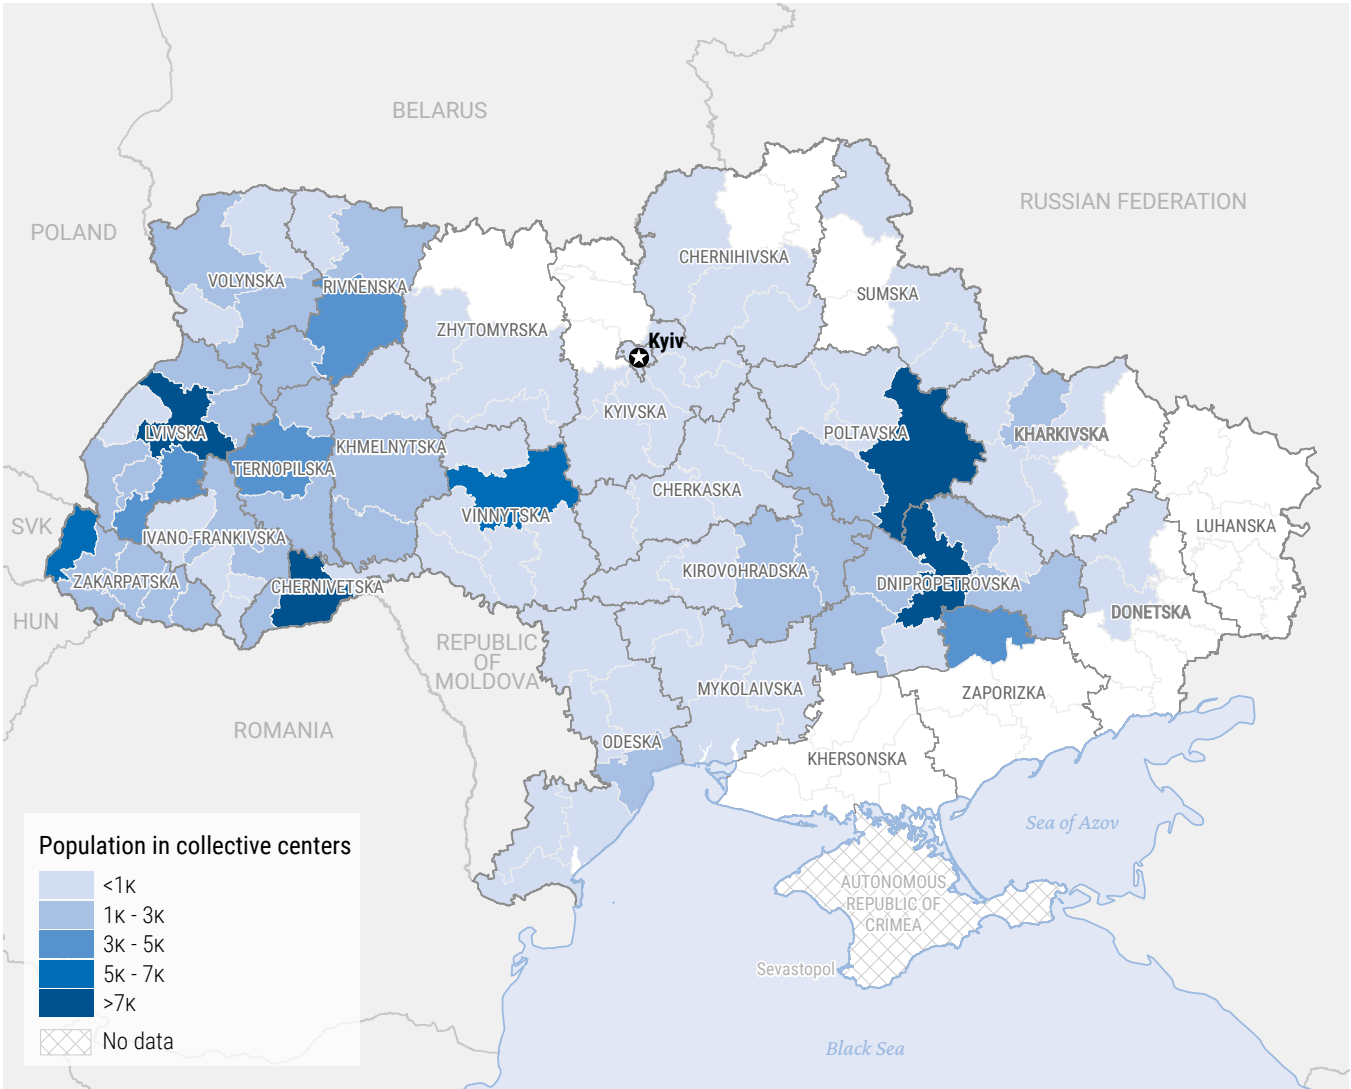 BELARUS
RUSSIAN FEDERATION
POLAND
CHERNIHIVSKA
VOLYNSKA
RIVNENSKA
SUMSKA
ZHYTOMYRSKA
Kyiv
KYIVSKA
LVIVSKA
POLTAVSKA
KHARKIVSKA
KHMELNYTSKA
TERNOPILSKA
CHERKASKA
VINNYTSKA
SVK
LUHANSKA
IVANO-FRANKIVSKA
KIROVOHRADSKA
ZAKARPATSKA
CHERNIVETSKA
DNIPROPETROVSKA
HUN
DONETSKA
REPUBLIC
OF
MOLDOVA
MYKOLAIVSKA
ZAPORIZKA
ROMANIA
ODESKA
KHERSONSKA
Sea of Azov
AUTONOMOUS
REPUBLIC OF
CRIMEA
Sevastopol
Black Sea
Population in collective centers
<1K
1K - 3K
3K - 5K
5K - 7K
>7K
No data